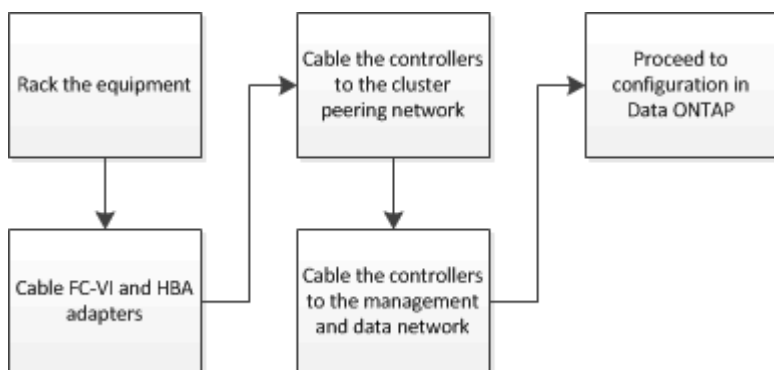 Rack the equipment
Cable FC-VI and HBA
adapters
Cable the controllers
to the cluster
peering network
Cable the controllers
to the management
and data network
Proceed to
configuration in
Data ONTAP